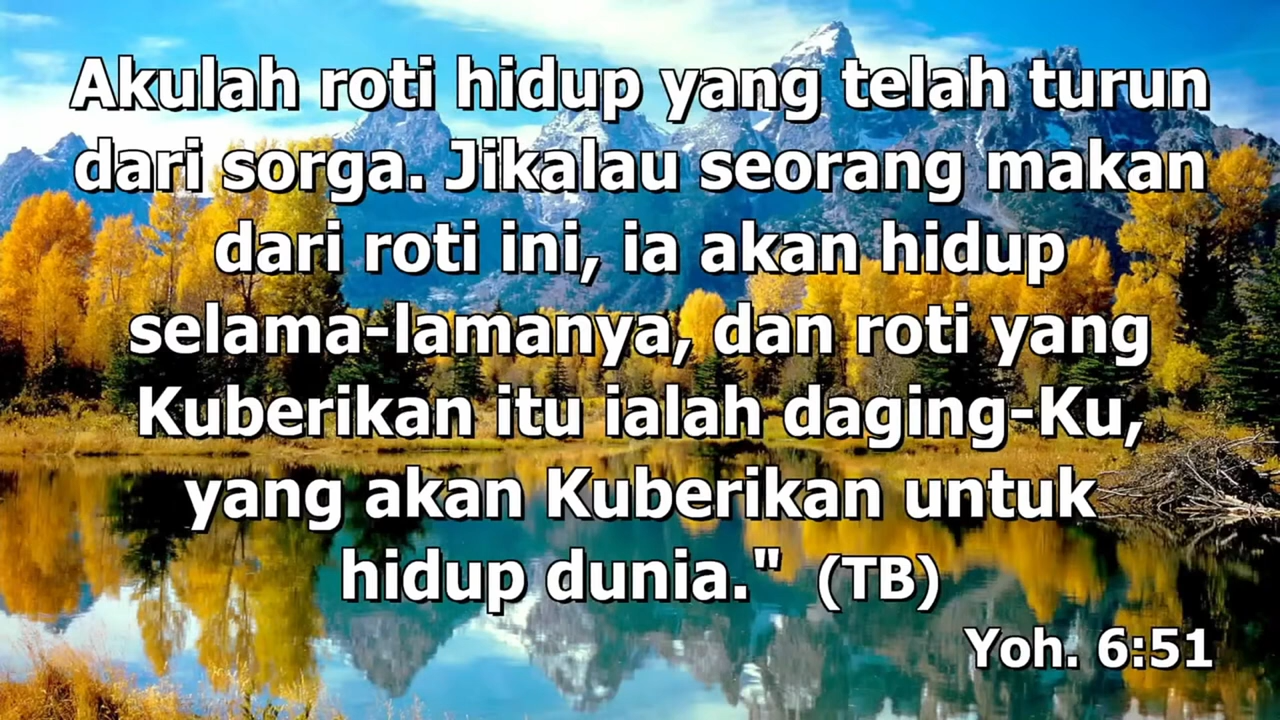 Akulah roti hidup yang telah turun
dari sorga. Jikalau seorang makan
dari roti ini, ia akan hidup
selama-lamanya, dan roti yang
Kuberikan itu ialah daging-Ku,
yang akan Kuberikan untuk
hidup dunia." (TB)
Yoh. 6:51